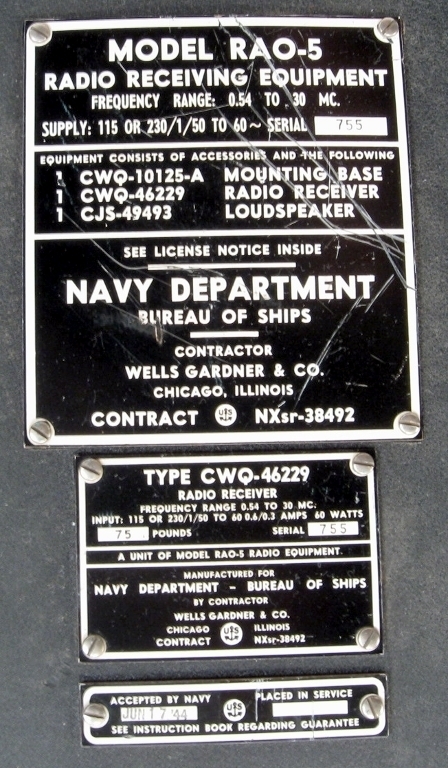 MODEL RAO-5
RADIO RECEIVING EQUIPMENT
FREQUENCY RANGE: 0.54 TO 30 MC.
SUPPLY: 115 OR 230/1/50 TO 60~ SERIAL 755
EQUIPMENT CONSISTS OF ACCESSORIES AND THE FOLLOWING
1 CWQ-10125-A MOUNTING BASE
1 CWQ-46229 RADIO RECEIVER
1 CJS-49493 LOUDSPEAKER
SEE LICENSE NOTICE INSIDE
NAVY DEPARTMENT
BUREAU OF SHIPS
CONTRACTOR
WELLS GARDNER & CO.
CHICAGO, ILLINOIS
CONTRACT US NXsr-38492
TYPE CWQ-46229
RADIO RECEIVER
FREQUENCY RANGE 0.54 TO 30 MC.
INPUT: 115 OR 230/1/50 TO 60 0.6/0.3 AMPS 60 WATTS
75 POUNDS SERIAL 755
A UNIT OF MODEL RAO-5 RADIO EQUIPMENT.
MANUFACTURED FOR
NAVY DEPARTMENT - BUREAU OF SHIPS
BY CONTRACTOR
WELLS GARDNER & CO.
CHICAGO US ILLINOIS
CONTRACT NXsr-38492
ACCEPTED BY NAVY US PLACED IN SERVICE
JUN 17 '44
SEE INSTRUCTION BOOK REGARDING GUARANTEE